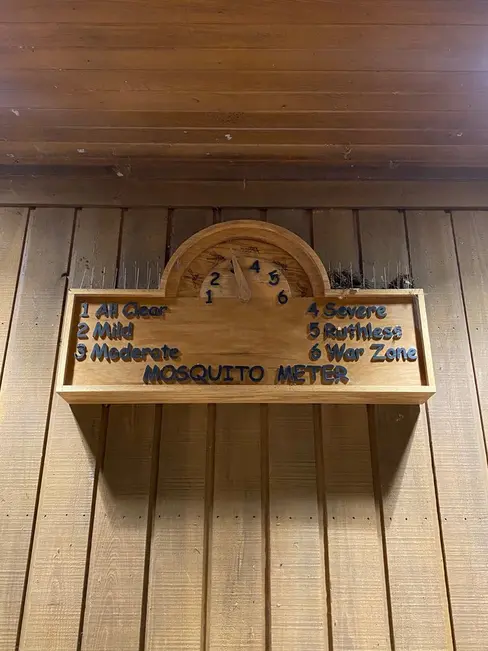 1 2 3 4 5 6
1 All Clear
2 Mild
3 Moderate
4 Severe
5 Ruthless
6 War Zone
MOSQUITO METER